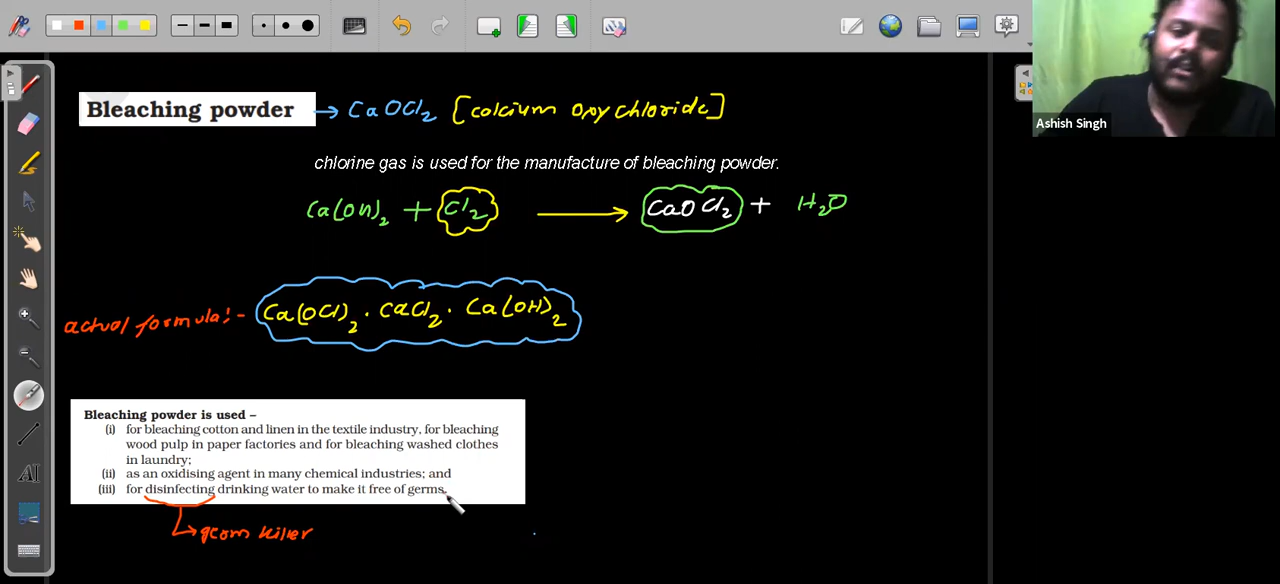 Bleaching powder → CaOCl₂ [Calcium Oxy chloride]
Ashish Singh
chlorine gas is used for the manufacture of bleaching powder.
Ca(OH)₂ + Cl₂ → CaOCl₂ + H₂O
actual formula :- Ca(OCl)₂ . CaCl₂ . Ca(OH)₂
Bleaching powder is used –
(i) for bleaching cotton and linen in the textile industry, for bleaching
wood pulp in paper factories and for bleaching washed clothes
in laundry;
(ii) as an oxidising agent in many chemical industries; and
(iii) for disinfecting drinking water to make it free of germs.
→ germ killer
AI